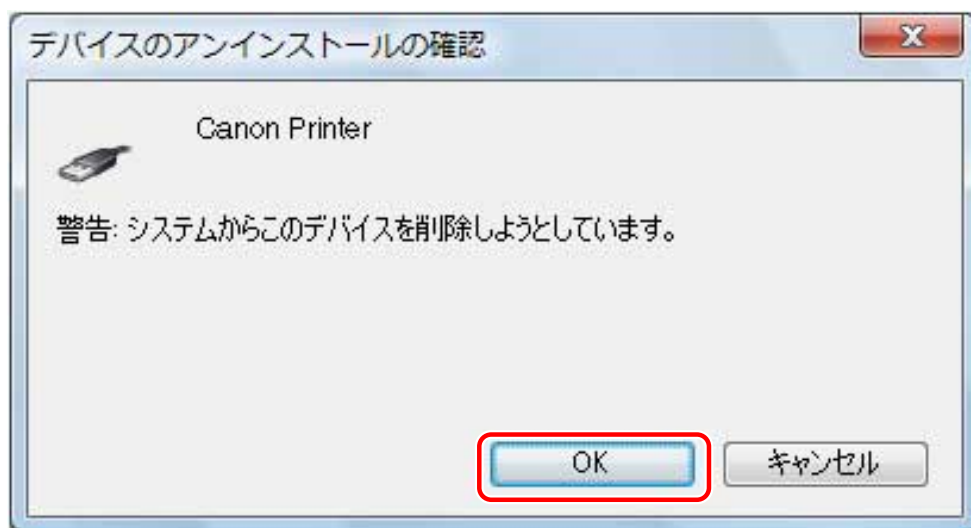 デバイスのアンインストールの確認
Canon Printer
警告: システムからこのデバイスを削除しようとしています。
OK
キャンセル